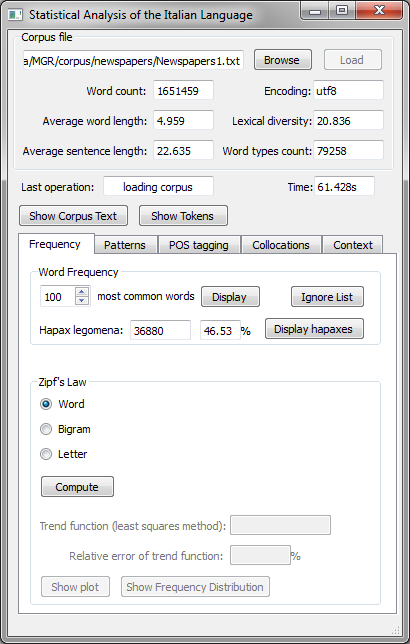 Statistical Analysis of the Italian Language
Corpus file
a/MGR/corpus/newspapers/Newspapers1.txt Browse Load
Word count: 1651459 Encoding: utf8
Average word length: 4.959 Lexical diversity: 20.836
Average sentence length: 22.635 Word types count: 79258
Last operation: loading corpus Time: 61.428s
Show Corpus Text Show Tokens
Frequency Patterns POS tagging Collocations Context
Word Frequency
100 most common words Display Ignore List
Hapax legomena: 36880 46.53 % Display hapaxes
Zipf's Law
Word
Bigram
Letter
Compute
Trend function (least squares method):
Relative error of trend function: %
Show plot Show Frequency Distribution